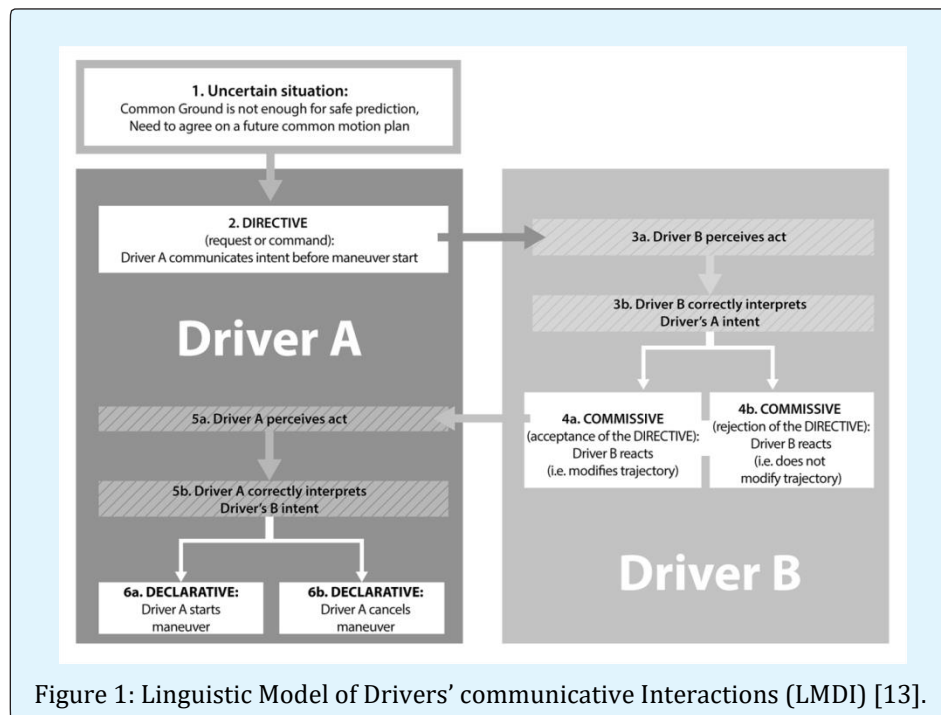 1. Uncertain situation:
Common Ground is not enough for safe prediction,
Need to agree on a future common motion plan
2. DIRECTIVE
(request or command):
Driver A communicates intent before maneuver start
Driver A
3a. Driver B perceives act
3b. Driver B correctly interprets
Driver's A intent
4a. COMMISSIVE
(acceptance of the DIRECTIVE):
Driver B reacts
(i.e. modifies trajectory)
4b. COMMISSIVE
(rejection of the DIRECTIVE):
Driver B reacts
(i.e. does not
modify trajectory)
5a. Driver A perceives act
5b. Driver A correctly interprets
Driver's B intent
6a. DECLARATIVE:
Driver A starts
maneuver
6b. DECLARATIVE:
Driver A cancels
maneuver
Driver B
Figure 1: Linguistic Model of Drivers' communicative Interactions (LMDI) [13].